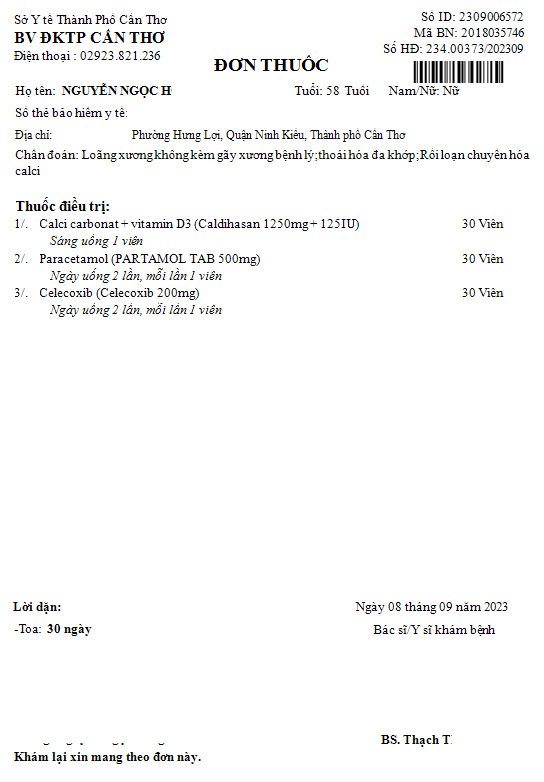 Sở Y tế Thành Phố Cần Thơ
BV ĐKTP CẦN THƠ
Điện thoại : 02923.821.236
Số ID: 2309006572
Mã BN: 2018035746
Số HĐ: 234.00373/202309
ĐƠN THUỐC
Họ tên: NGUYỄN NGỌC H
Tuổi: 58 Tuổi Nam/Nữ: Nữ
Số thẻ bảo hiểm y tế:
Địa chỉ: Phường Hưng Lợi, Quận Ninh Kiều, Thành phố Cần Thơ
Chẩn đoán: Loãng xương không kèm gãy xương bệnh lý;thoái hóa đa khớp;Rối loạn chuyển hóa
calci
Thuốc điều trị:
1/. Calci carbonat + vitamin D3 (Caldihasan 1250mg + 125IU) 30 Viên
Sáng uống 1 viên
2/. Paracetamol (PARTAMOL TAB 500mg) 30 Viên
Ngày uống 2 lần, mỗi lần 1 viên
3/. Celecoxib (Celecoxib 200mg) 30 Viên
Ngày uống 2 lần, mỗi lần 1 viên
Lời dặn:
-Toa: 30 ngày
Ngày 08 tháng 09 năm 2023
Bác sĩ/Y sĩ khám bệnh
BS. Thạch
Khám lại xin mang theo đơn này.